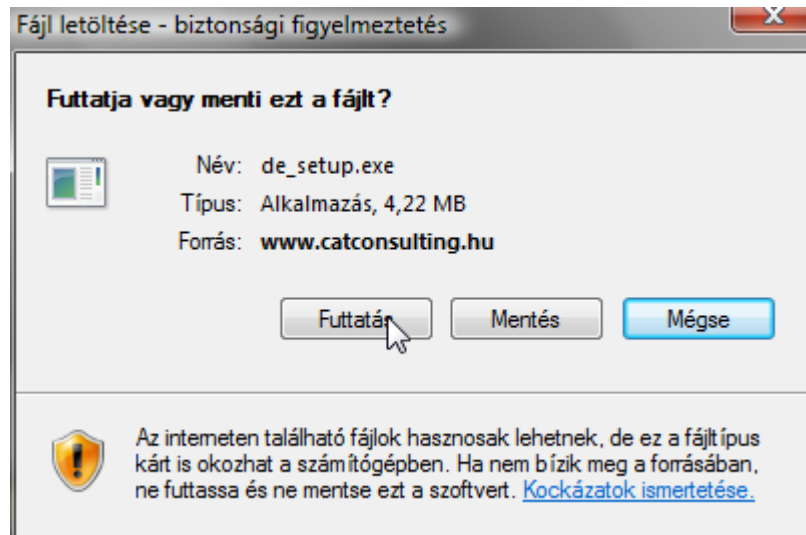 Fájl letöltése - biztonsági figyelmeztetés
Futtatja vagy menti ezt a fájlt?
Név: de_setup.exe
Típus: Alkalmazás, 4,22 MB
Forrás: www.catconsulting.hu
Futtatás Mentés Mégse
Az interneten található fájlok hasznosak lehetnek, de ez a fájltípus
kárt is okozhat a számítógépben. Ha nem bízik meg a forrásában,
ne futtassa és ne mentse ezt a szoftvert. Kockázatok ismertetése.